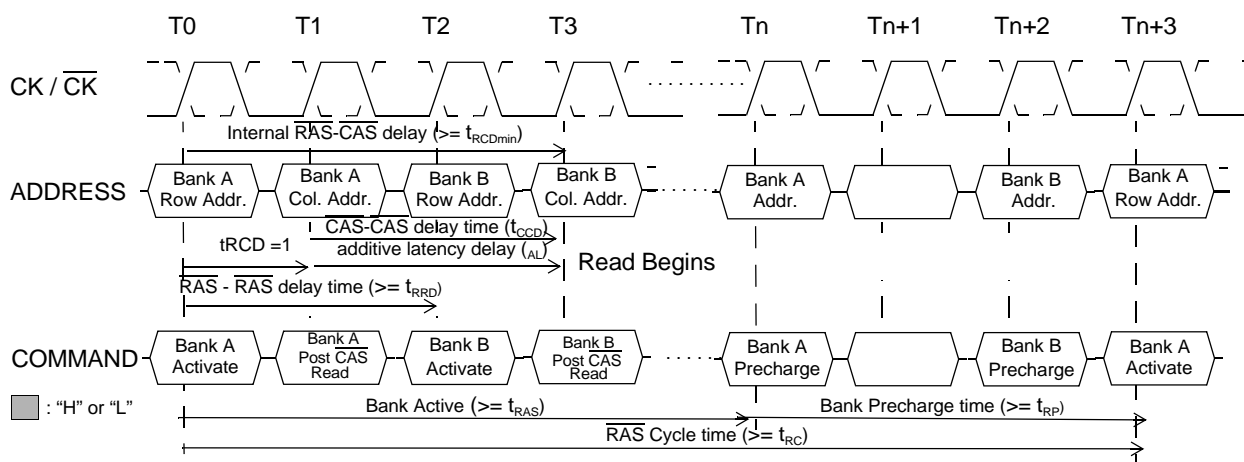 T0 T1 T2 T3 Tn Tn+1 Tn+2 Tn+3
CK / CK
Internal RAS-CAS delay (>= tRCDmin)
ADDRESS
Bank A Row Addr.
Bank A Col. Addr.
Bank B Row Addr.
Bank B Col. Addr.
Bank A Addr.
Bank B Addr.
Bank A Row Addr.
CAS-CAS delay time (tCCD)
tRCD =1
additive latency delay (AL)
Read Begins
RAS - RAS delay time (>= tRRD)
COMMAND
Bank A Activate
Bank A Post CAS Read
Bank B Activate
Bank B Post CAS Read
Bank A Precharge
Bank B Precharge
Bank A Activate
: “H” or “L”
Bank Active (>= tRAS)
Bank Precharge time (>= tRP)
RAS Cycle time (>= tRC)